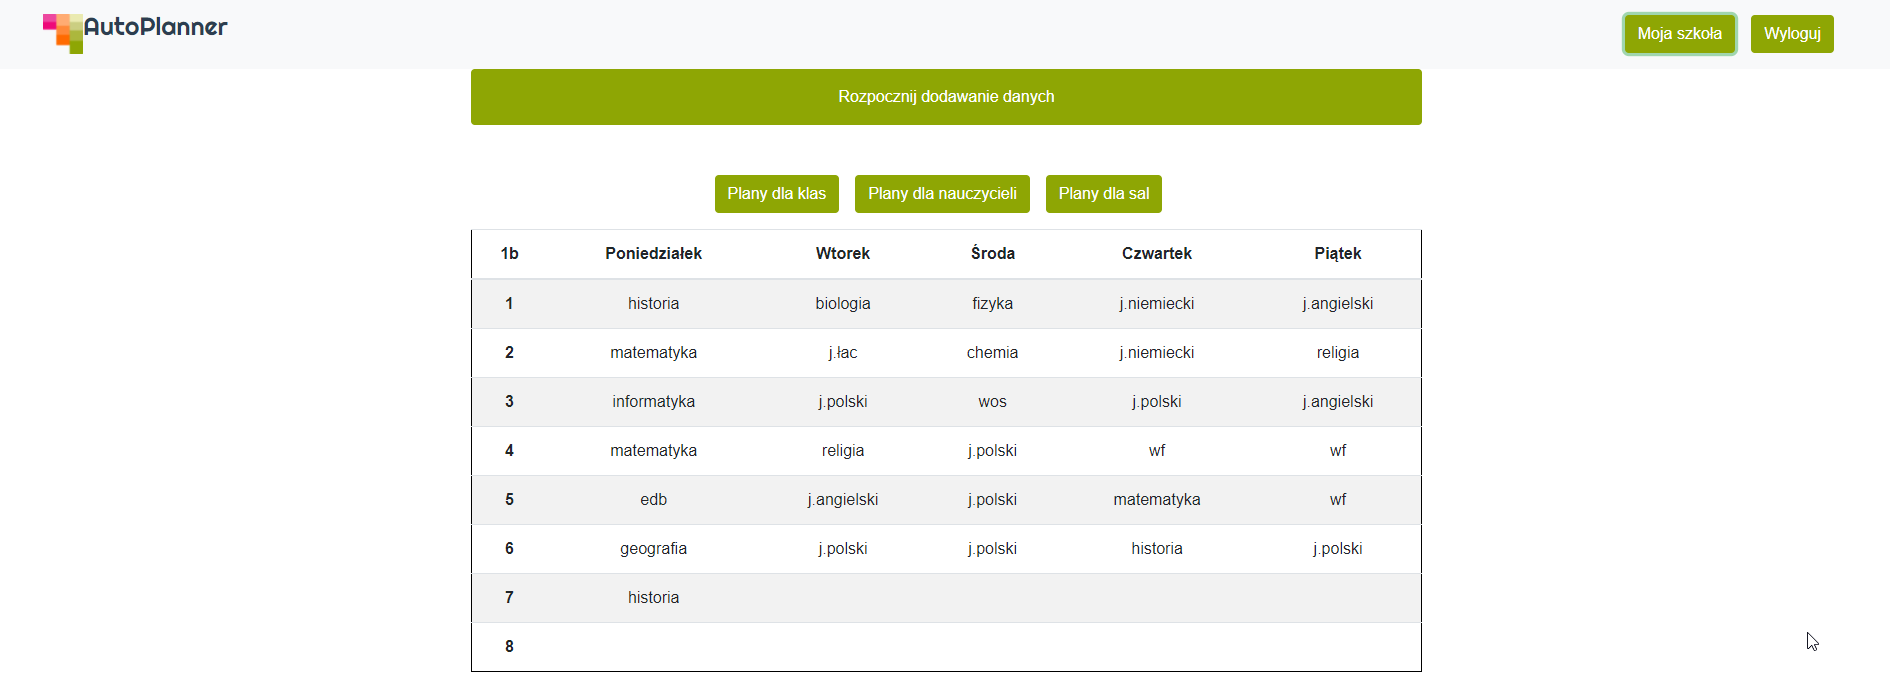 AutoPlanner
Moja szkoła Wyloguj
Rozpocznij dodawanie danych
Plany dla klas Plany dla nauczycieli Plany dla sal
1b Poniedziałek Wtorek Środa Czwartek Piątek
1 historia biologia fizyka j.niemiecki j.angielski
2 matematyka j.łac chemia j.niemiecki religia
3 informatyka j.polski wos j.polski j.angielski
4 matematyka religia j.polski wf wf
5 edb j.angielski j.polski matematyka wf
6 geografia j.polski j.polski historia j.polski
7 historia
8